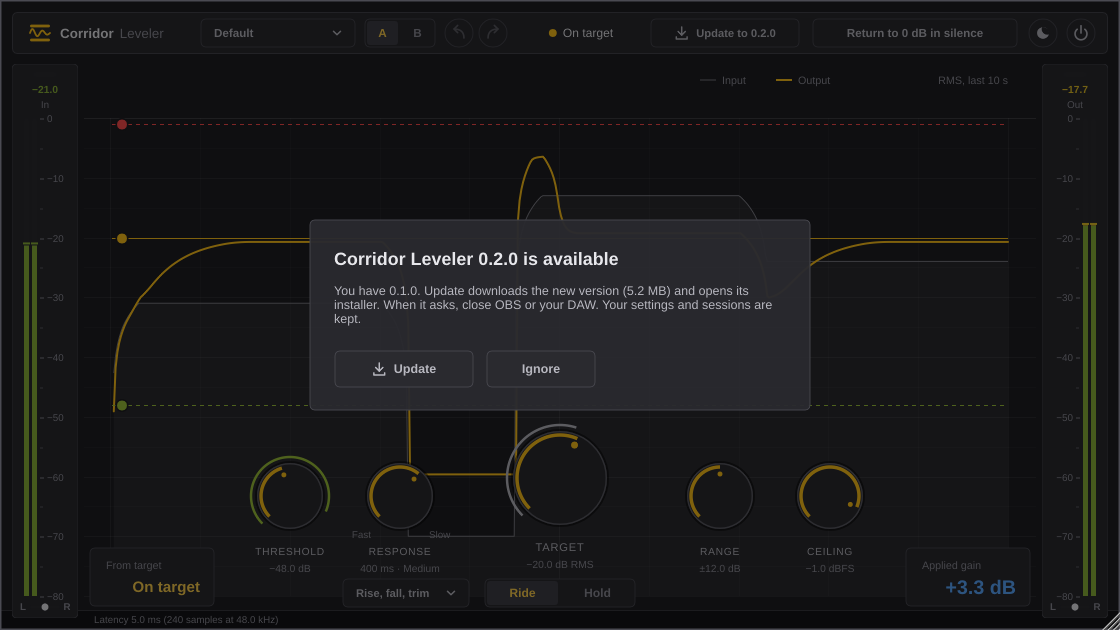 Corridor Leveler
Default
A B
On target
Update to 0.2.0
Return to 0 dB in silence
−21.0
In
Input
Output
RMS, last 10 s
−17.7
Out
0
−10
−20
−30
−40
−50
−60
−70
−80
L R
0
−10
−20
−30
−40
−50
−60
−70
−80
L R
Corridor Leveler 0.2.0 is available
You have 0.1.0. Update downloads the new version (5.2 MB) and opens its
installer. When it asks, close OBS or your DAW. Your settings and sessions are
kept.
Update
Ignore
Fast
Slow
THRESHOLD
−48.0 dB
RESPONSE
400 ms · Medium
TARGET
−20.0 dB RMS
RANGE
±12.0 dB
CEILING
−1.0 dBFS
From target
On target
Rise, fall, trim
Ride
Hold
Applied gain
+3.3 dB
Latency 5.0 ms (240 samples at 48.0 kHz)